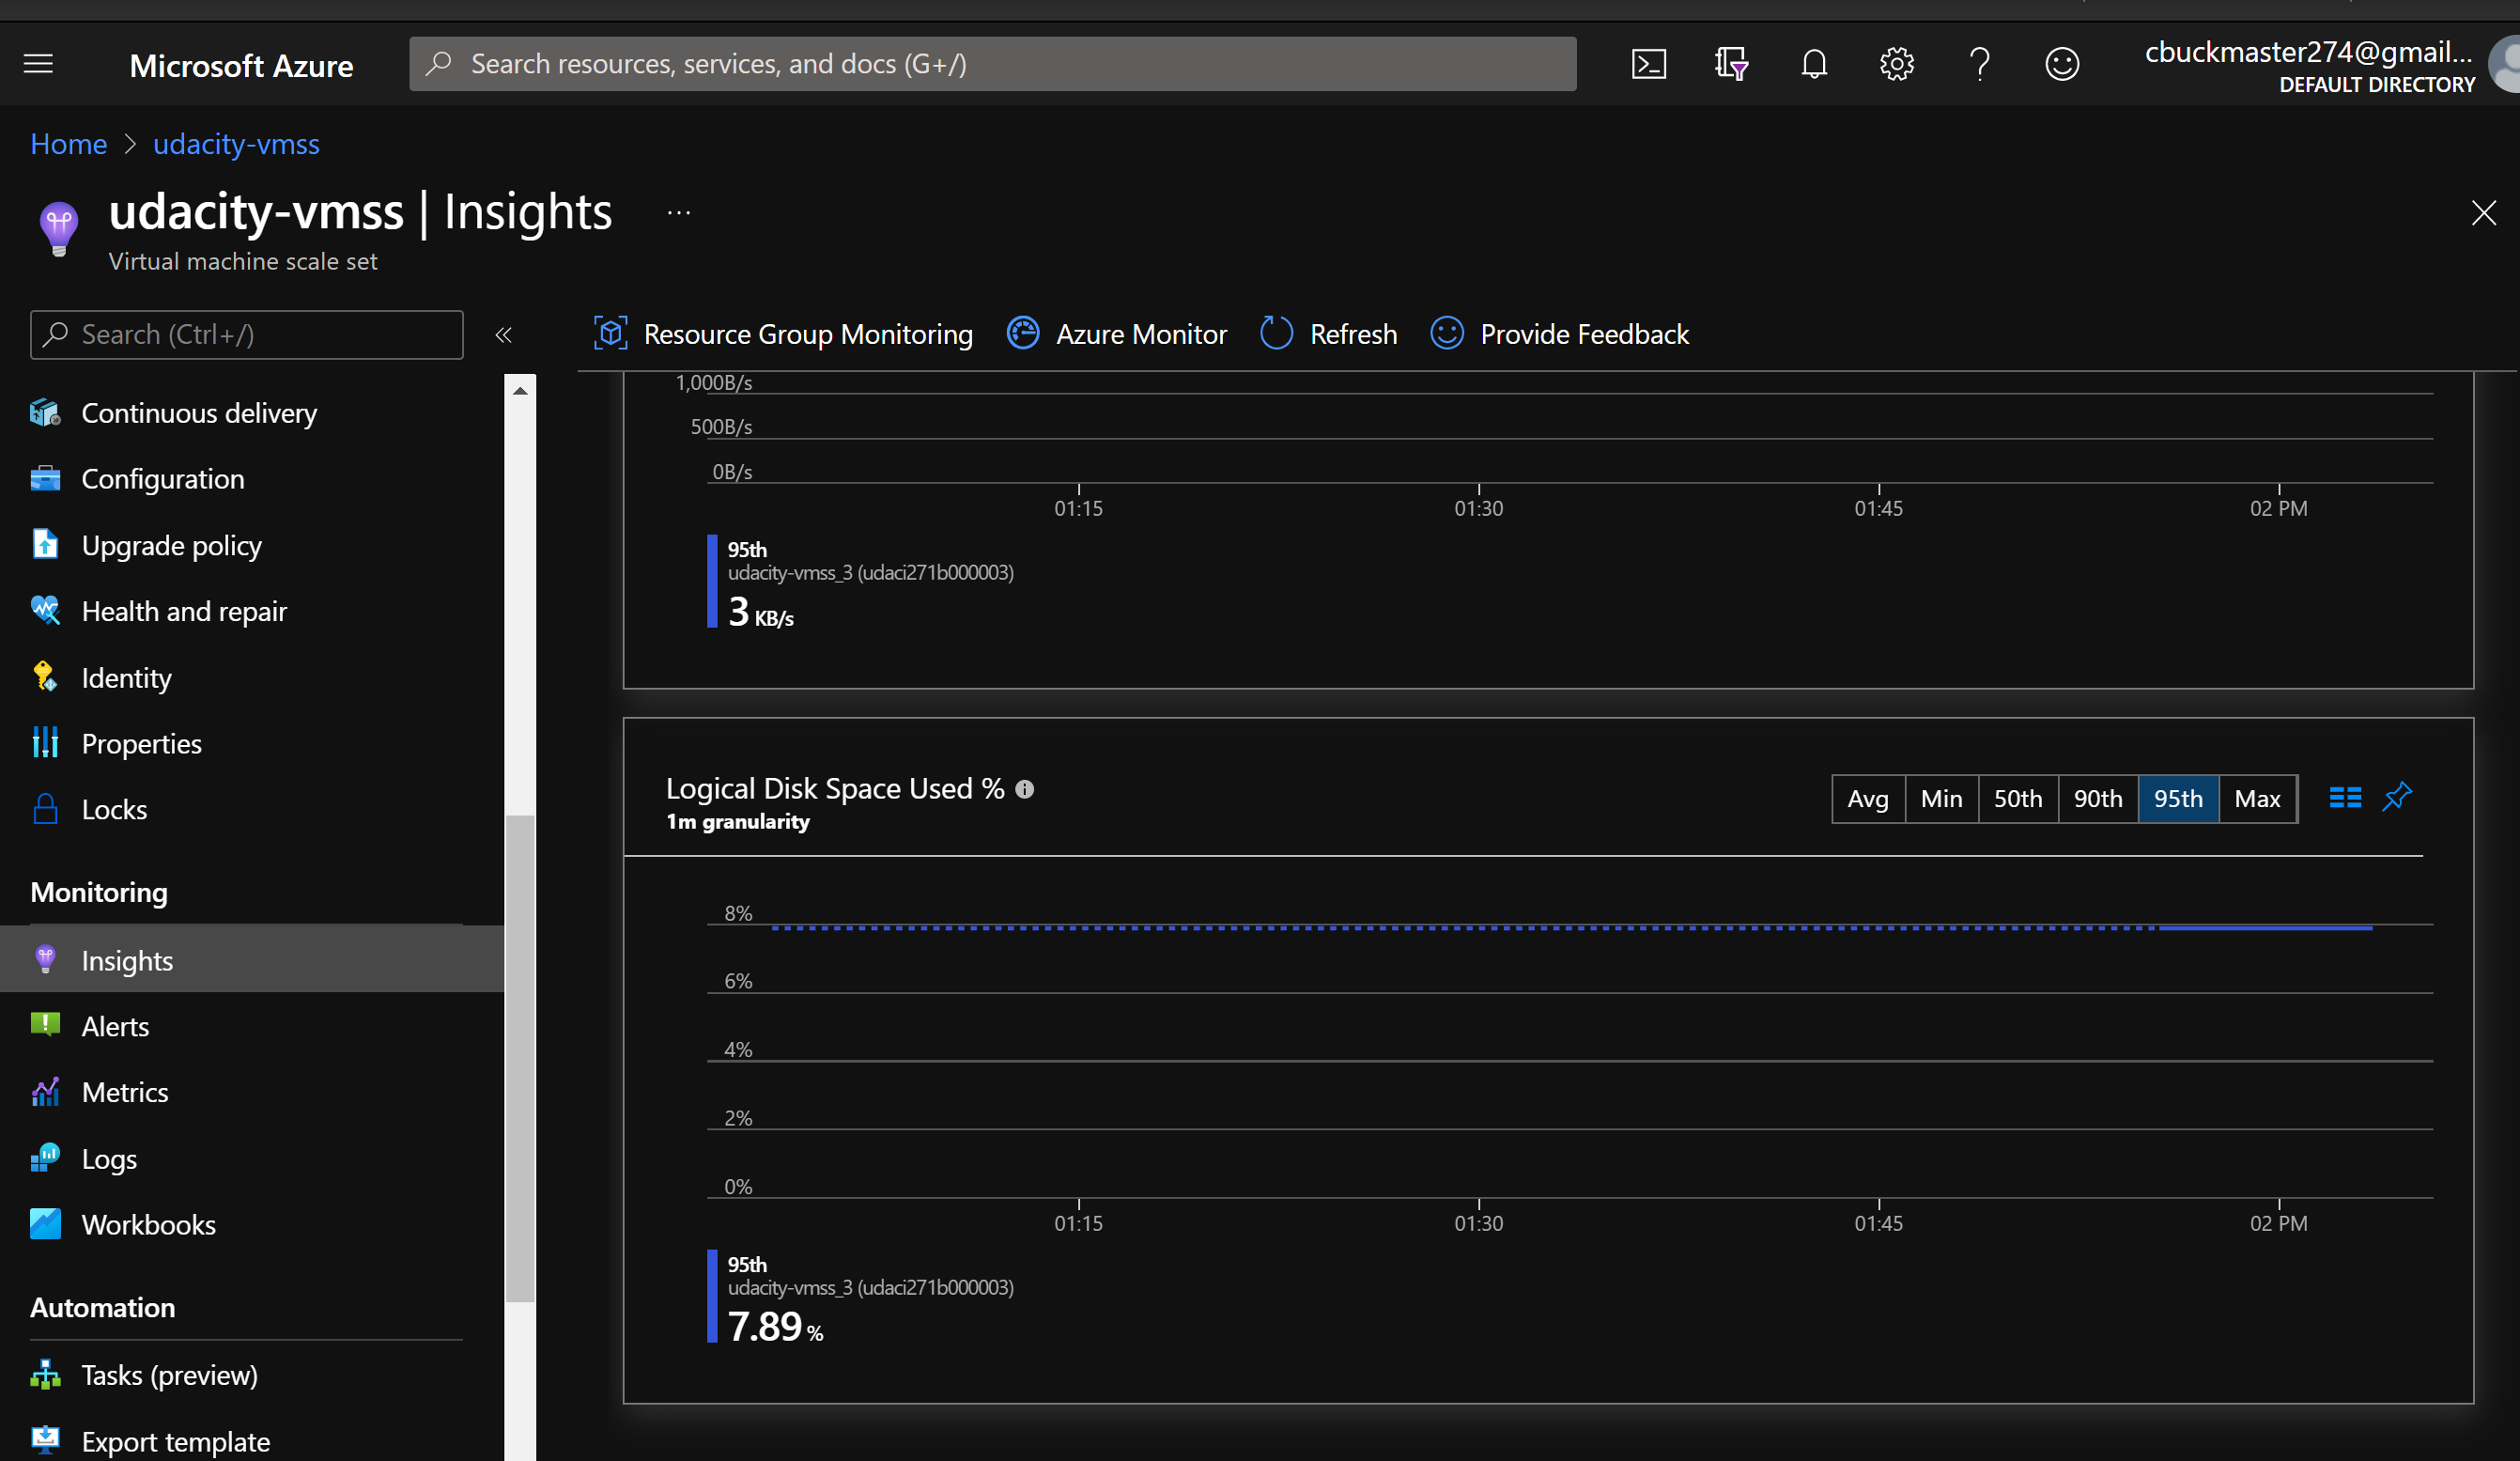 Microsoft Azure
Search resources, services, and docs (G+/)
cbuckmaster274@gmail...
DEFAULT DIRECTORY
Home > udacity-vmss
udacity-vmss | Insights ...
Virtual machine scale set
Search (Ctrl+/)
«
Continuous delivery
Configuration
Upgrade policy
Health and repair
Identity
Properties
Locks
Monitoring
Insights
Alerts
Metrics
Logs
Workbooks
Automation
Tasks (preview)
Export template
Resource Group Monitoring
Azure Monitor
Refresh
Provide Feedback
1,000B/s
500B/s
0B/s
01:15 01:30 01:45 02 PM
95th
udacity-vmss_3 (udaci271b000003)
3 KB/s
Logical Disk Space Used %
1m granularity
Avg Min 50th 90th 95th Max
8%
6%
4%
2%
0%
01:15 01:30 01:45 02 PM
95th
udacity-vmss_3 (udaci271b000003)
7.89 %